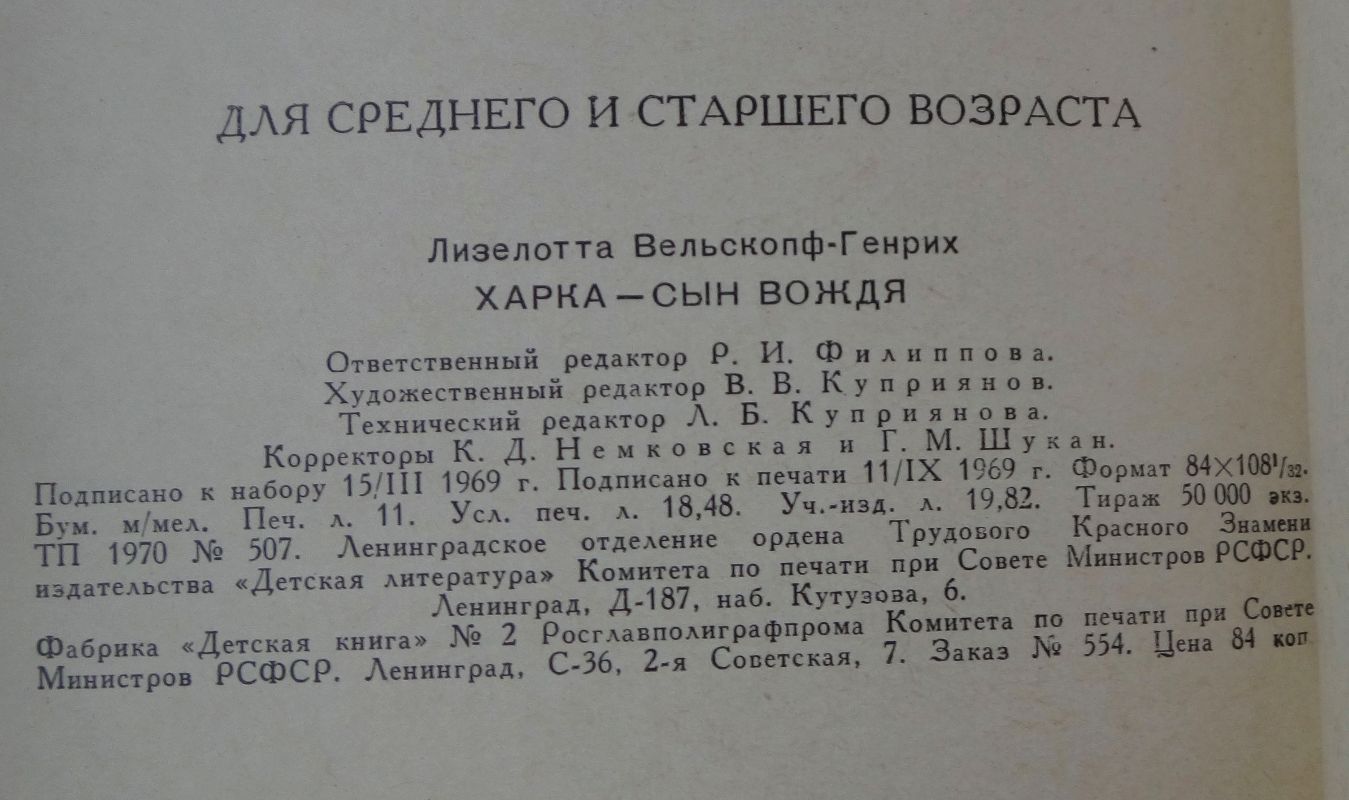 ДЛЯ СРЕДНЕГО И СТАРШЕГО ВОЗРАСТА
Лизелотта Вельскопф-Генрих
ХАРКА — СЫН ВОЖДЯ
Ответственный редактор Р. И. Филиппова.
Художественный редактор В. В. Куприянов.
Технический редактор Л. Б. Куприянова.
Корректоры К. Д. Немковская и Г. М. Шукан.
Подписано к набору 15/III 1969 г. Подписано к печати 11/IX 1969 г. Формат 84×108¹/₃₂.
Бум. м/мел. Печ. л. 11. Усл. печ. л. 18,48. Уч.-изд. л. 19,82. Тираж 50 000 экз.
ТП 1970 № 507. Ленинградское отделение ордена Трудового Красного Знамени
издательства «Детская литература» Комитета по печати при Совете Министров РСФСР.
Ленинград, Д-187, наб. Кутузова, 6.
Фабрика «Детская книга» № 2 Росглавполиграфпрома Комитета по печати при Совете
Министров РСФСР. Ленинград, С-36, 2-я Советская, 7. Заказ № 554. Цена 84 коп